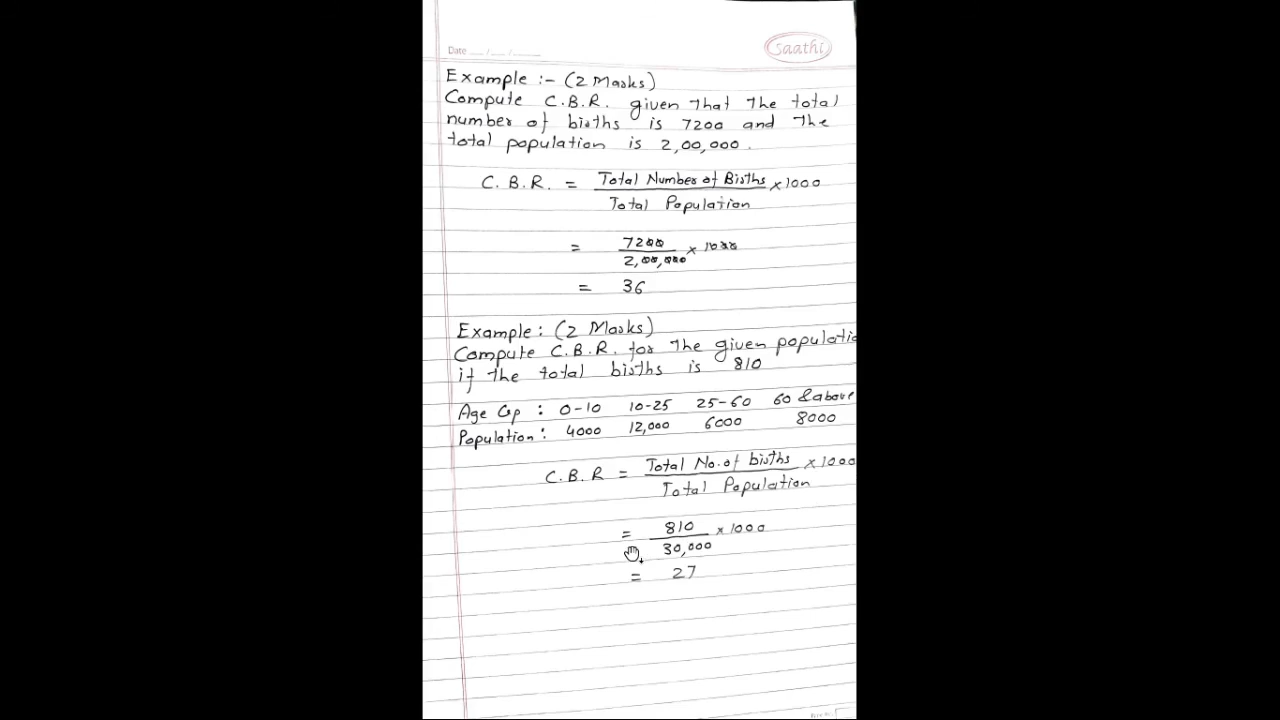 Date __/__/____
Saathi
Example :- (2 Marks)
Compute C.B.R. given that the total
number of births is 7200 and the
total population is 2,00,000.
C.B.R. = Total Number of Births × 1000
Total Population
= 7200 × 1000
2,00,000
= 36
Example : (2 Marks)
Compute C.B.R. for the given populatio
if the total births is 810
Age Gp : 0-10 10-25 25-60 60 & above
Population : 4000 12,000 6000 8000
C.B.R = Total No. of births × 1000
Total Population
= 810 × 1000
30,000
= 27